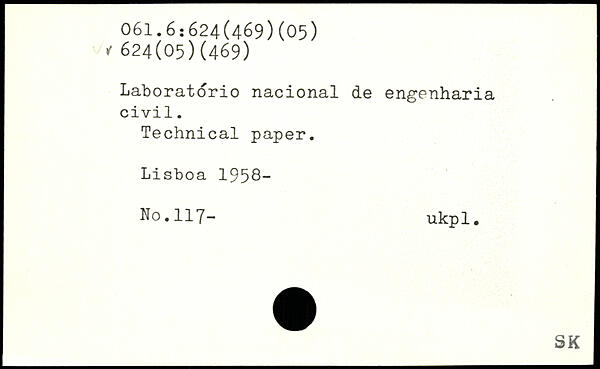 061.6:624(469)(05)
624(05)(469)
Laboratório nacional de engenharia
civil.
Technical paper.
Lisboa 1958-
No.117-
ukpl.
SK